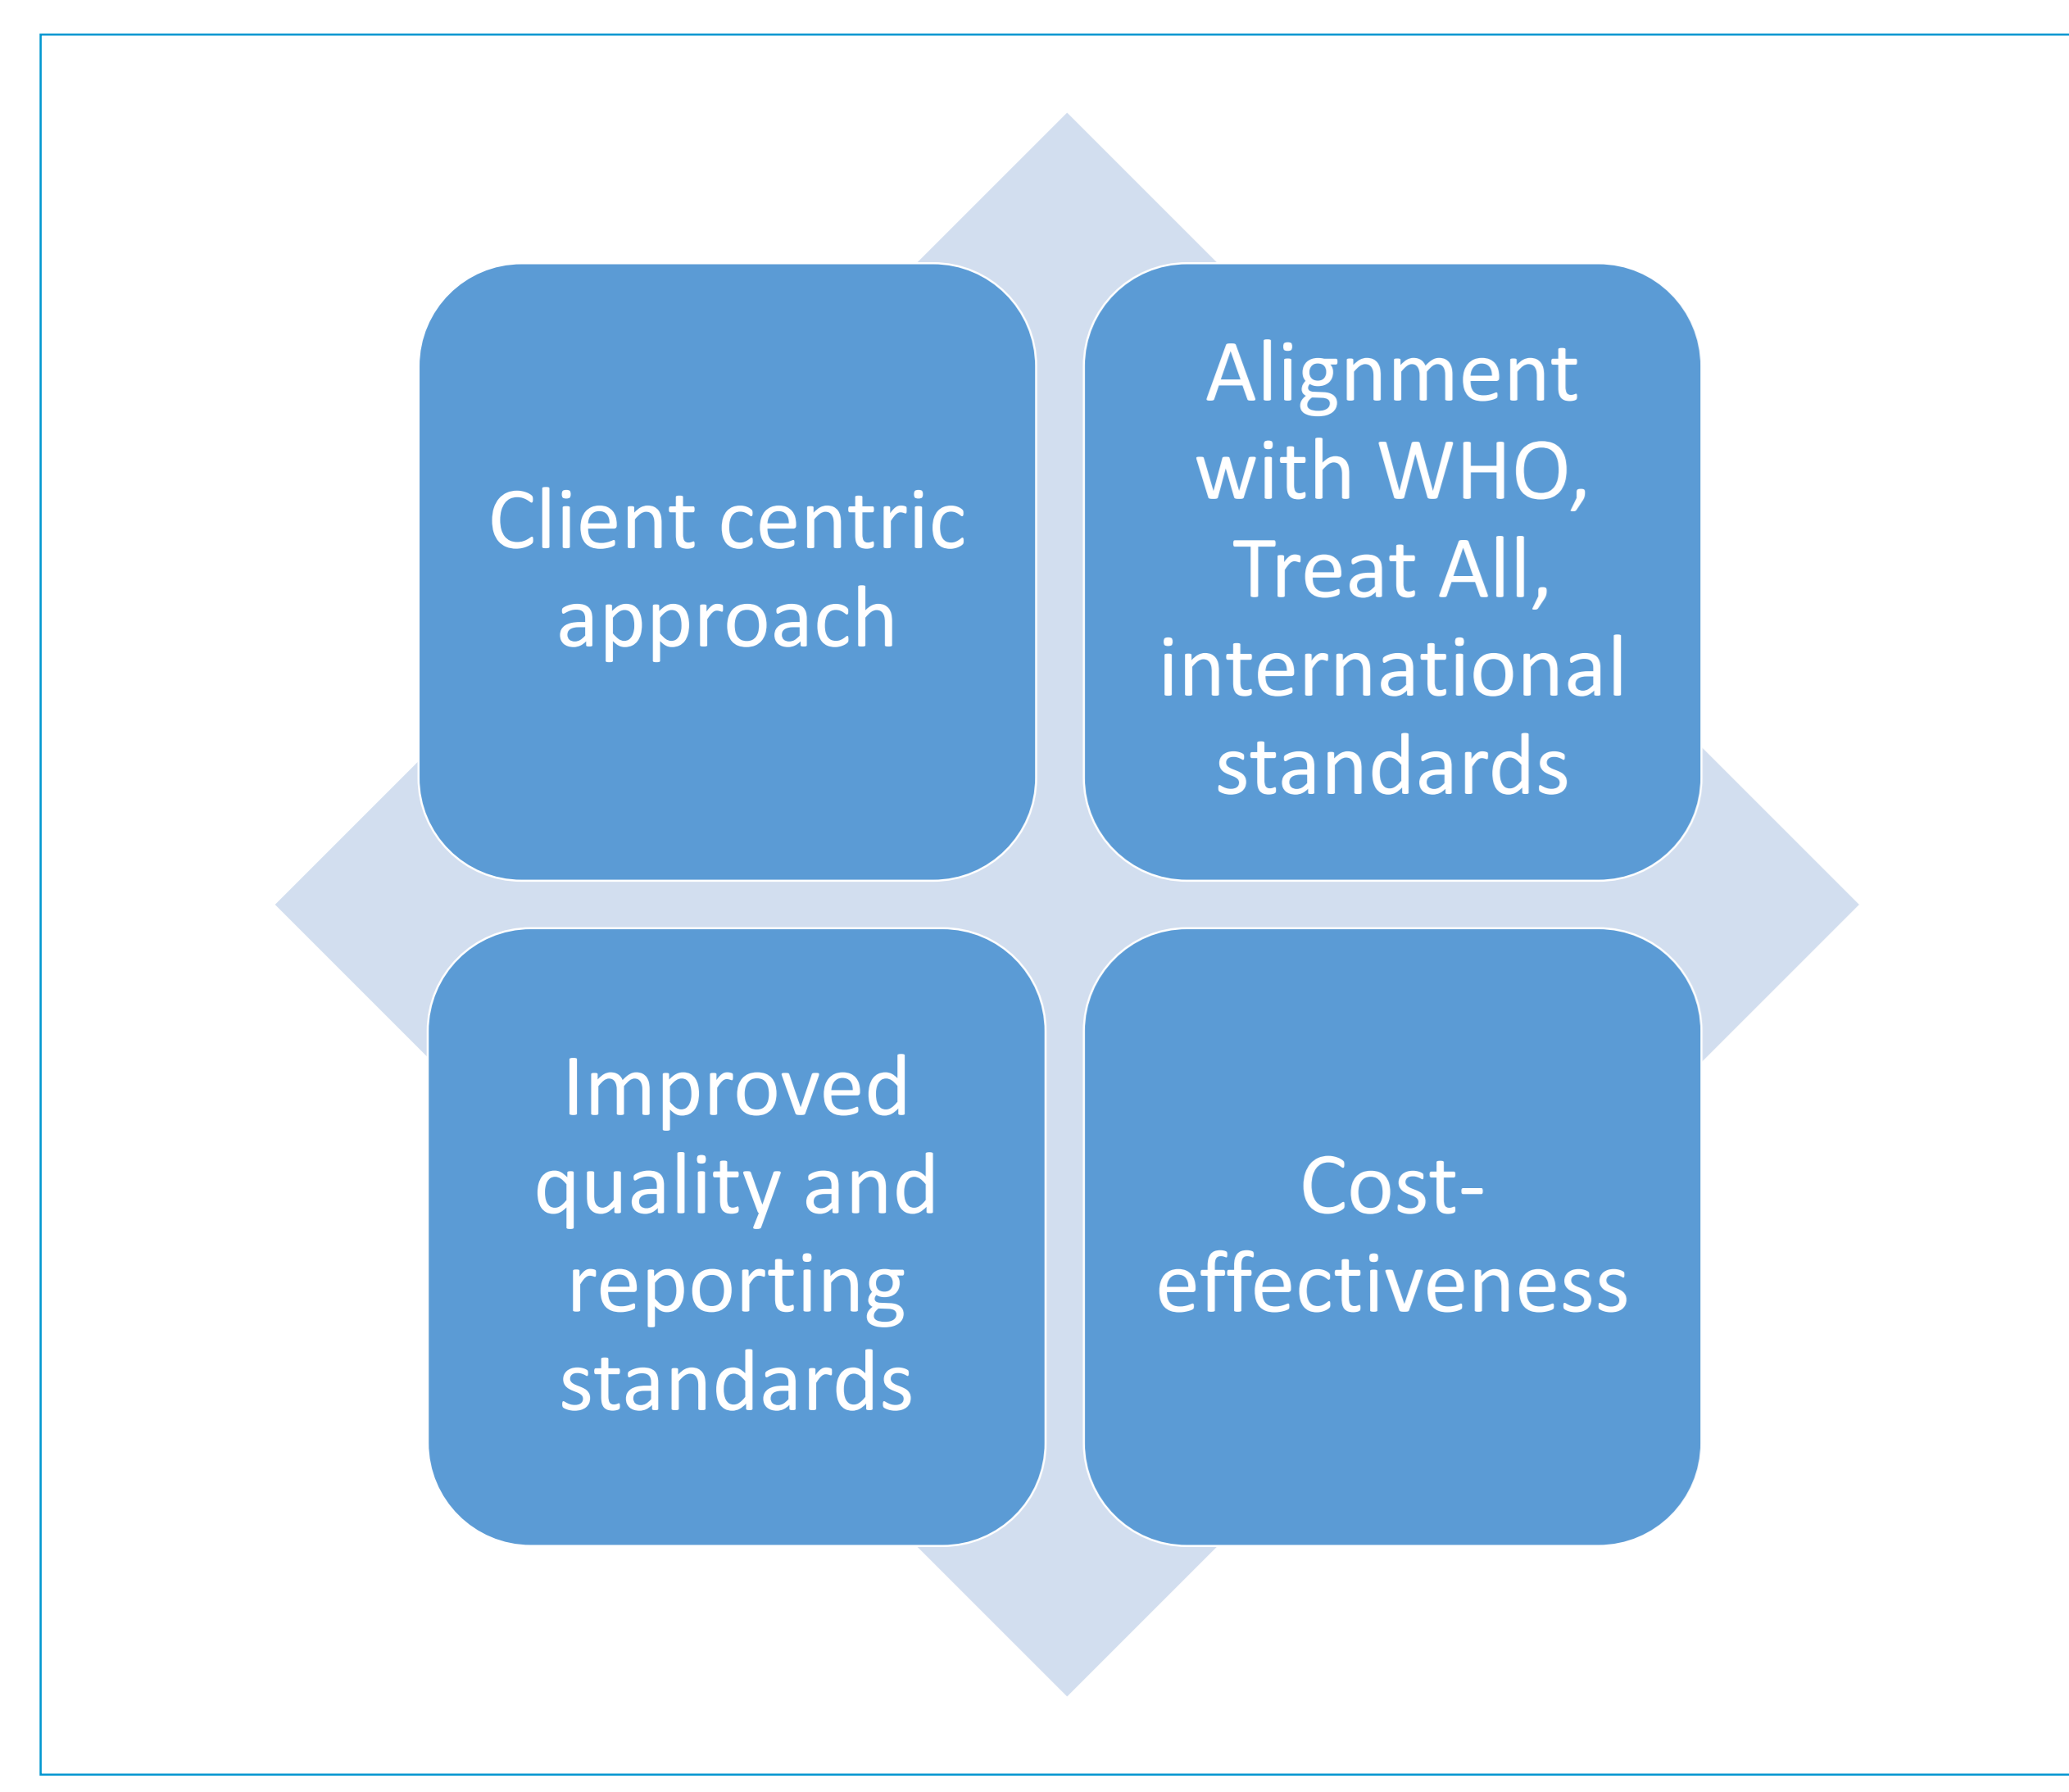 Client centric
approach
Alignment
with WHO,
Treat All,
international
standards
Improved
quality and
reporting
standards
Cost-
effectiveness